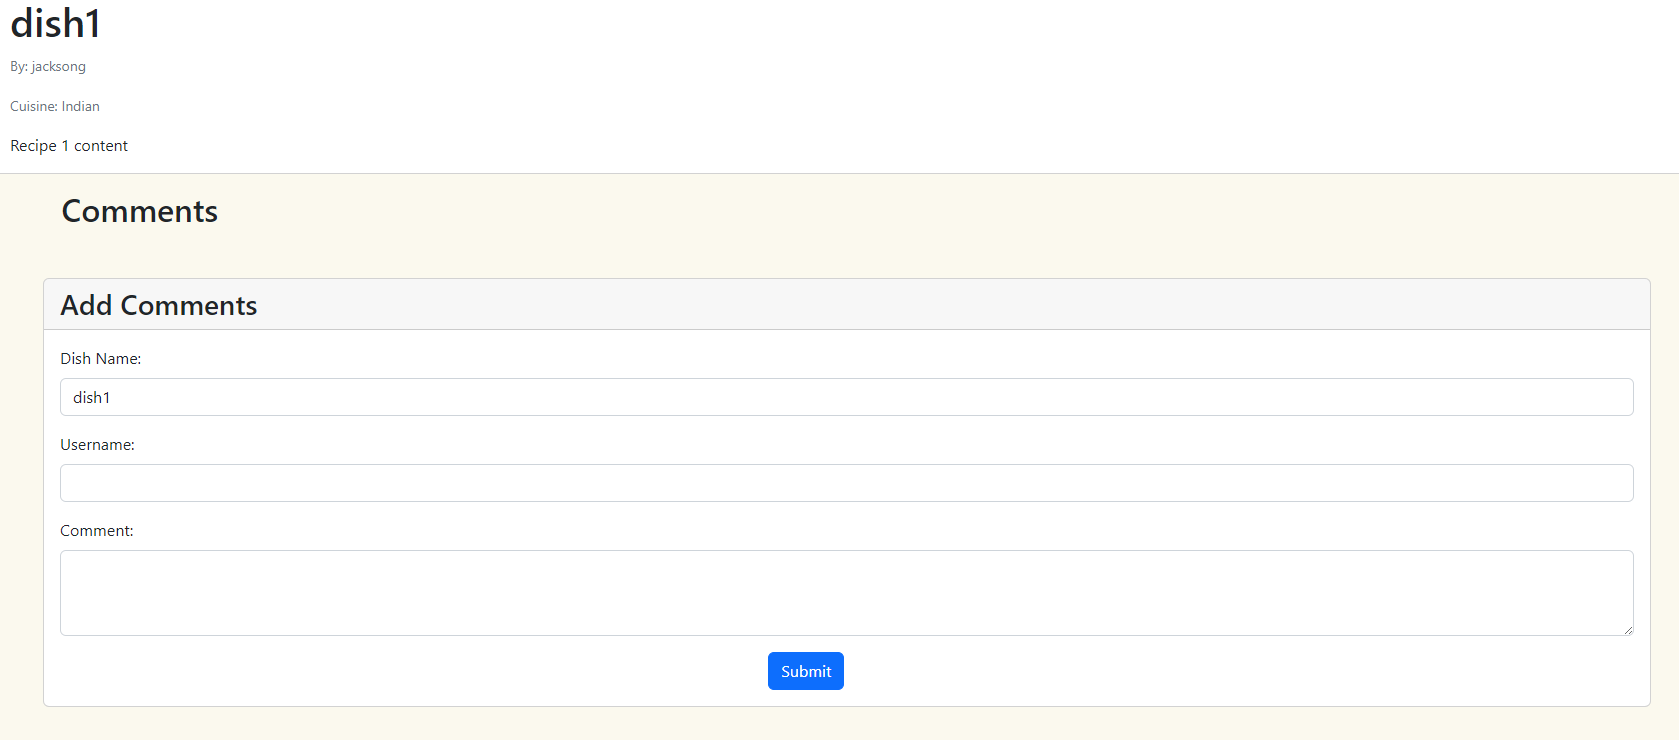 dish1
By: jacksong
Cuisine: Indian
Recipe 1 content
Comments
Add Comments
Dish Name:
dish1
Username:
Comment:
Submit